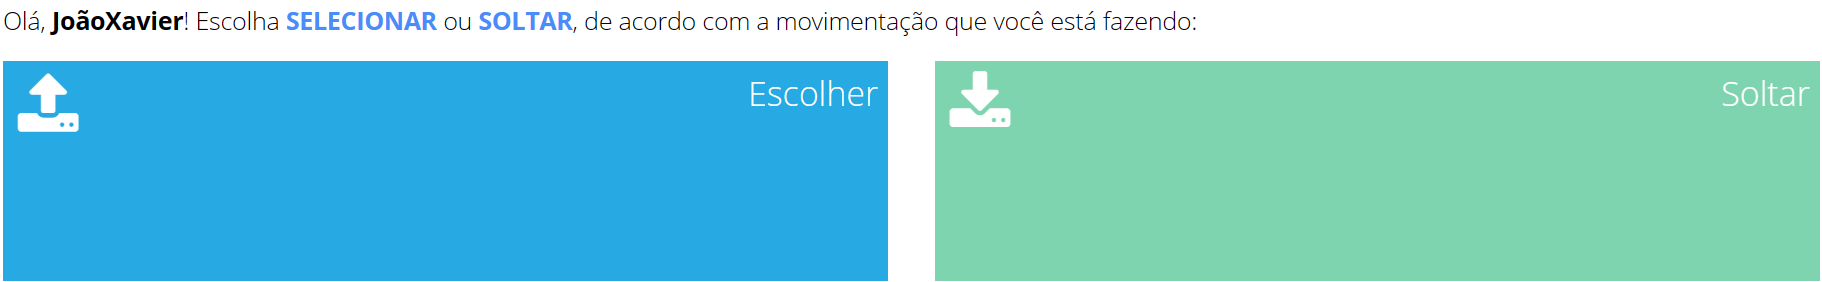 Olá, JoãoXavier! Escolha SELECIONAR ou SOLTAR, de acordo com a movimentação que você está fazendo:
Escolher
Soltar